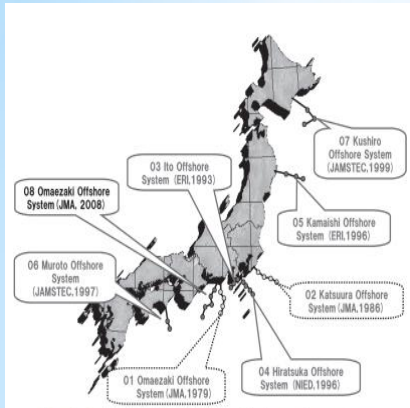 07 Kushiro
Offshore System
(JAMSTEC,1999)
03 Ito Offshore
System (ERI,1993)
08 Omaezaki Offshore
System (JMA, 2008)
05 Kamaishi Offshore
System (ERI,1996)
06 Muroto Offshore
System
(JAMSTEC,1997)
02 Katsuura Offshore
System (JMA,1986)
04 Hiratsuka Offshore
System (NIED,1996)
01 Omaezaki Offshore
System (JMA,1979)